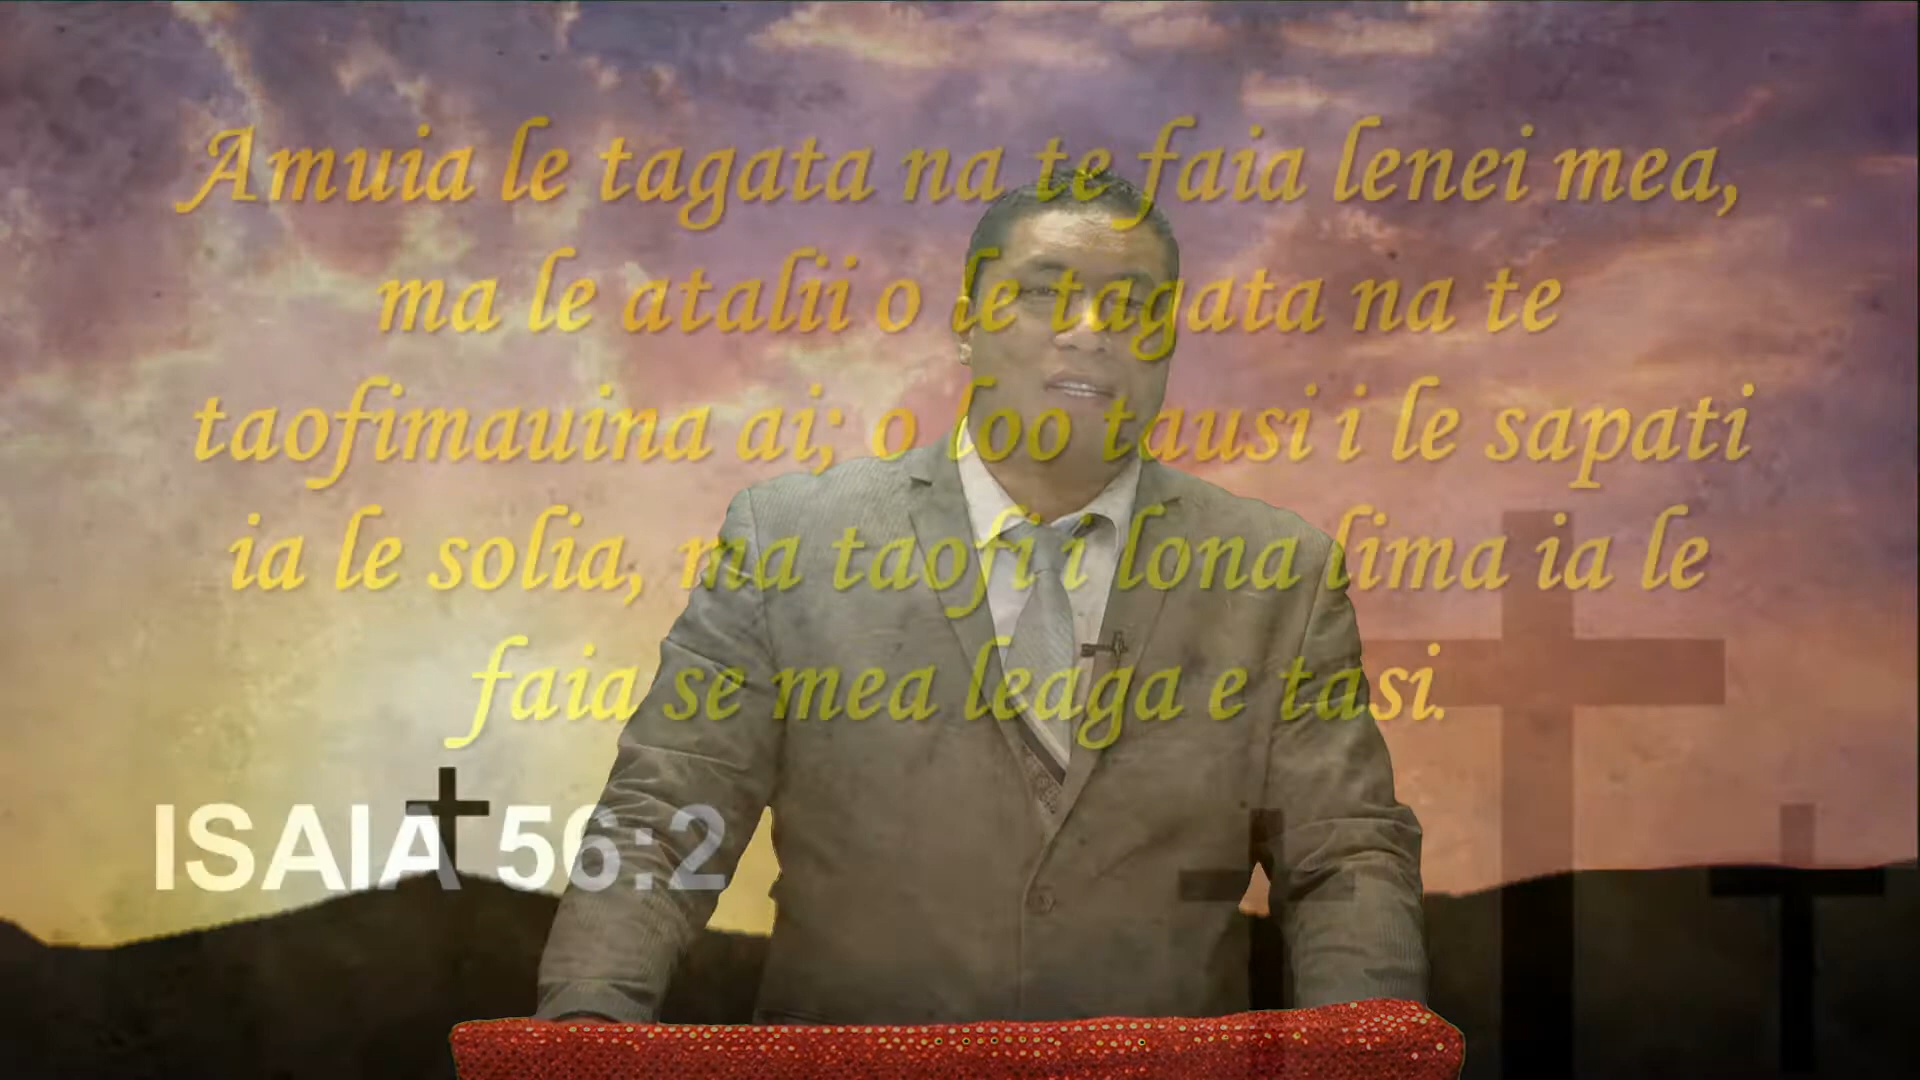 Amuia le tagata na te faia lenei mea,
ma le atalii o le tagata na te
taofimauina ai; o loo tausi i le sapati
ia le solia, ma taofi i lona lima ia le
faia se mea leaga e tasi.
ISAIA 56:2